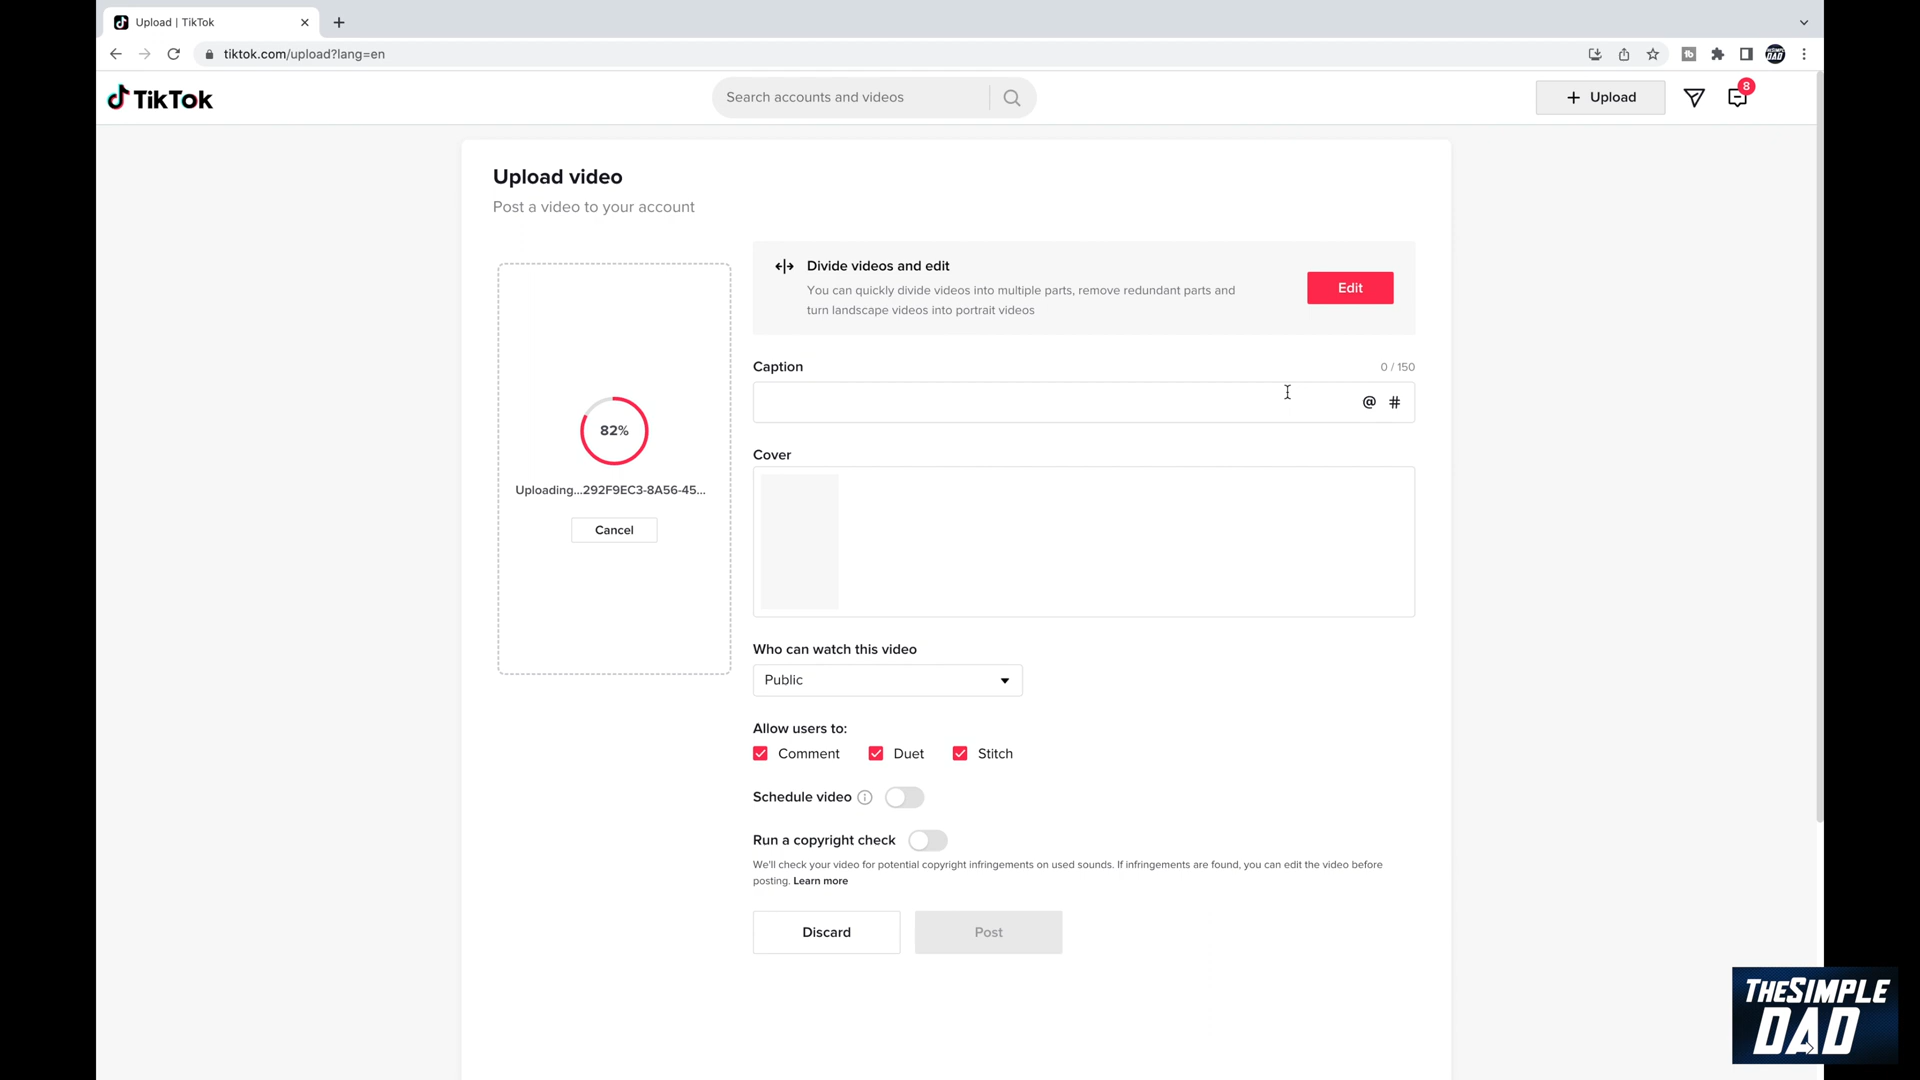 Upload | TikTok
tiktok.com/upload?lang=en
TikTok
Search accounts and videos
Upload
8
Upload video
Post a video to your account
Divide videos and edit
You can quickly divide videos into multiple parts, remove redundant parts and
turn landscape videos into portrait videos
Edit
Caption
0 / 150
@ #
82%
Uploading...292F9EC3-8A56-45...
Cancel
Cover
Who can watch this video
Public
Allow users to:
Comment
Duet
Stitch
Schedule video
Run a copyright check
We'll check your video for potential copyright infringements on used sounds. If infringements are found, you can edit the video before
posting. Learn more
Discard
Post
THE SIMPLE
DAD